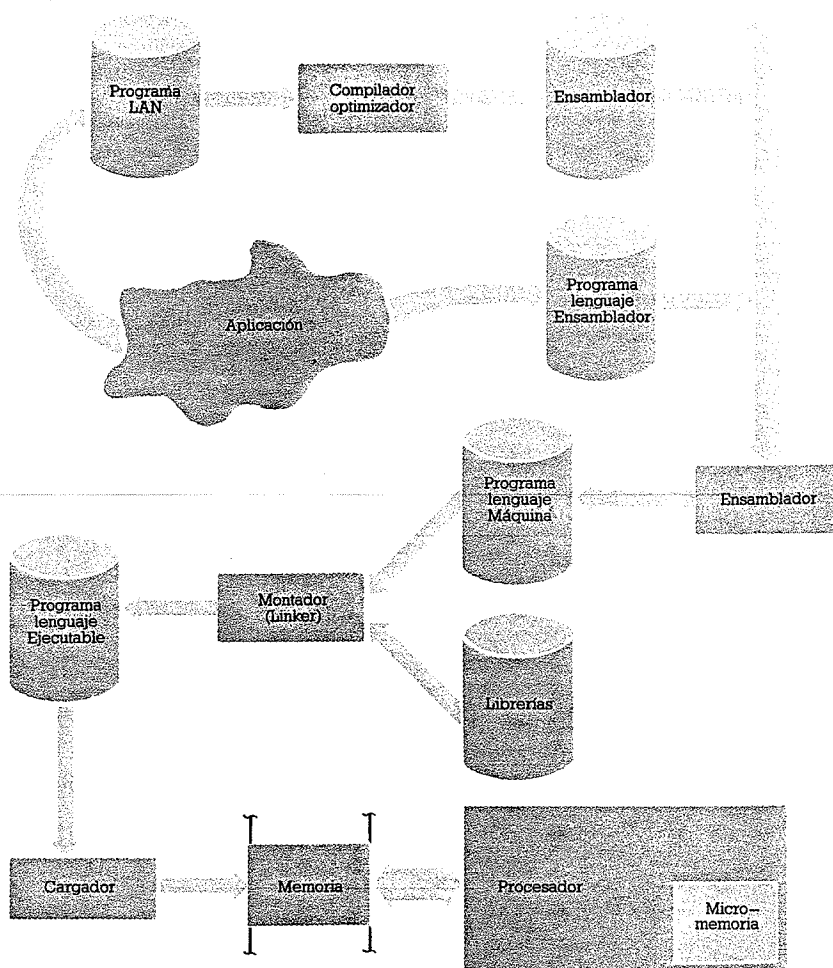 Programa
LAN
Compilador
optimizador
Ensamblador
Programa
lenguaje
Ensamblador
Aplicación
Programa
lenguaje
Máquina
Ensamblador
Programa
lenguaje
Ejecutable
Montador
(Linker)
Librerías
Cargador
Memoria
Procesador
Micro–
memoria